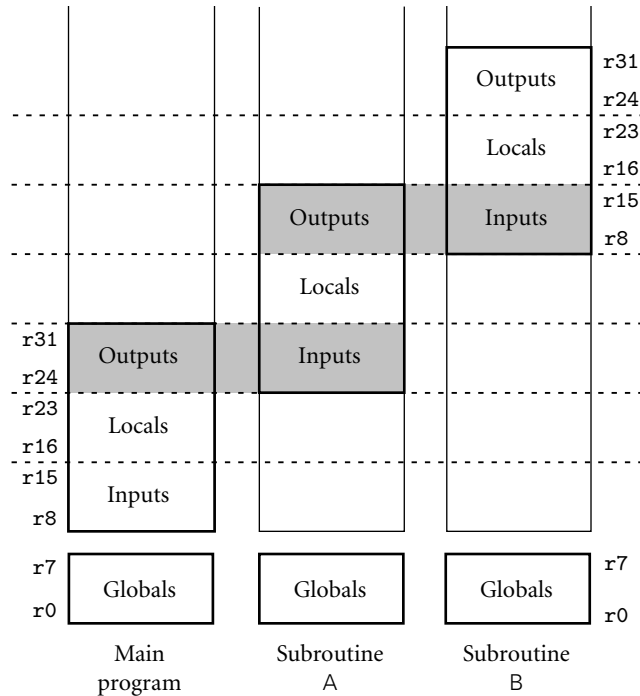 r31
Outputs
r24
r23
Locals
r16
Outputs
Inputs
r15
r8
Locals
r31
Outputs
Inputs
r24
r23
Locals
r16
r15
Inputs
r8
r7
Globals
Globals
Globals
r7
r0
r0
Main
program
Subroutine
A
Subroutine
B